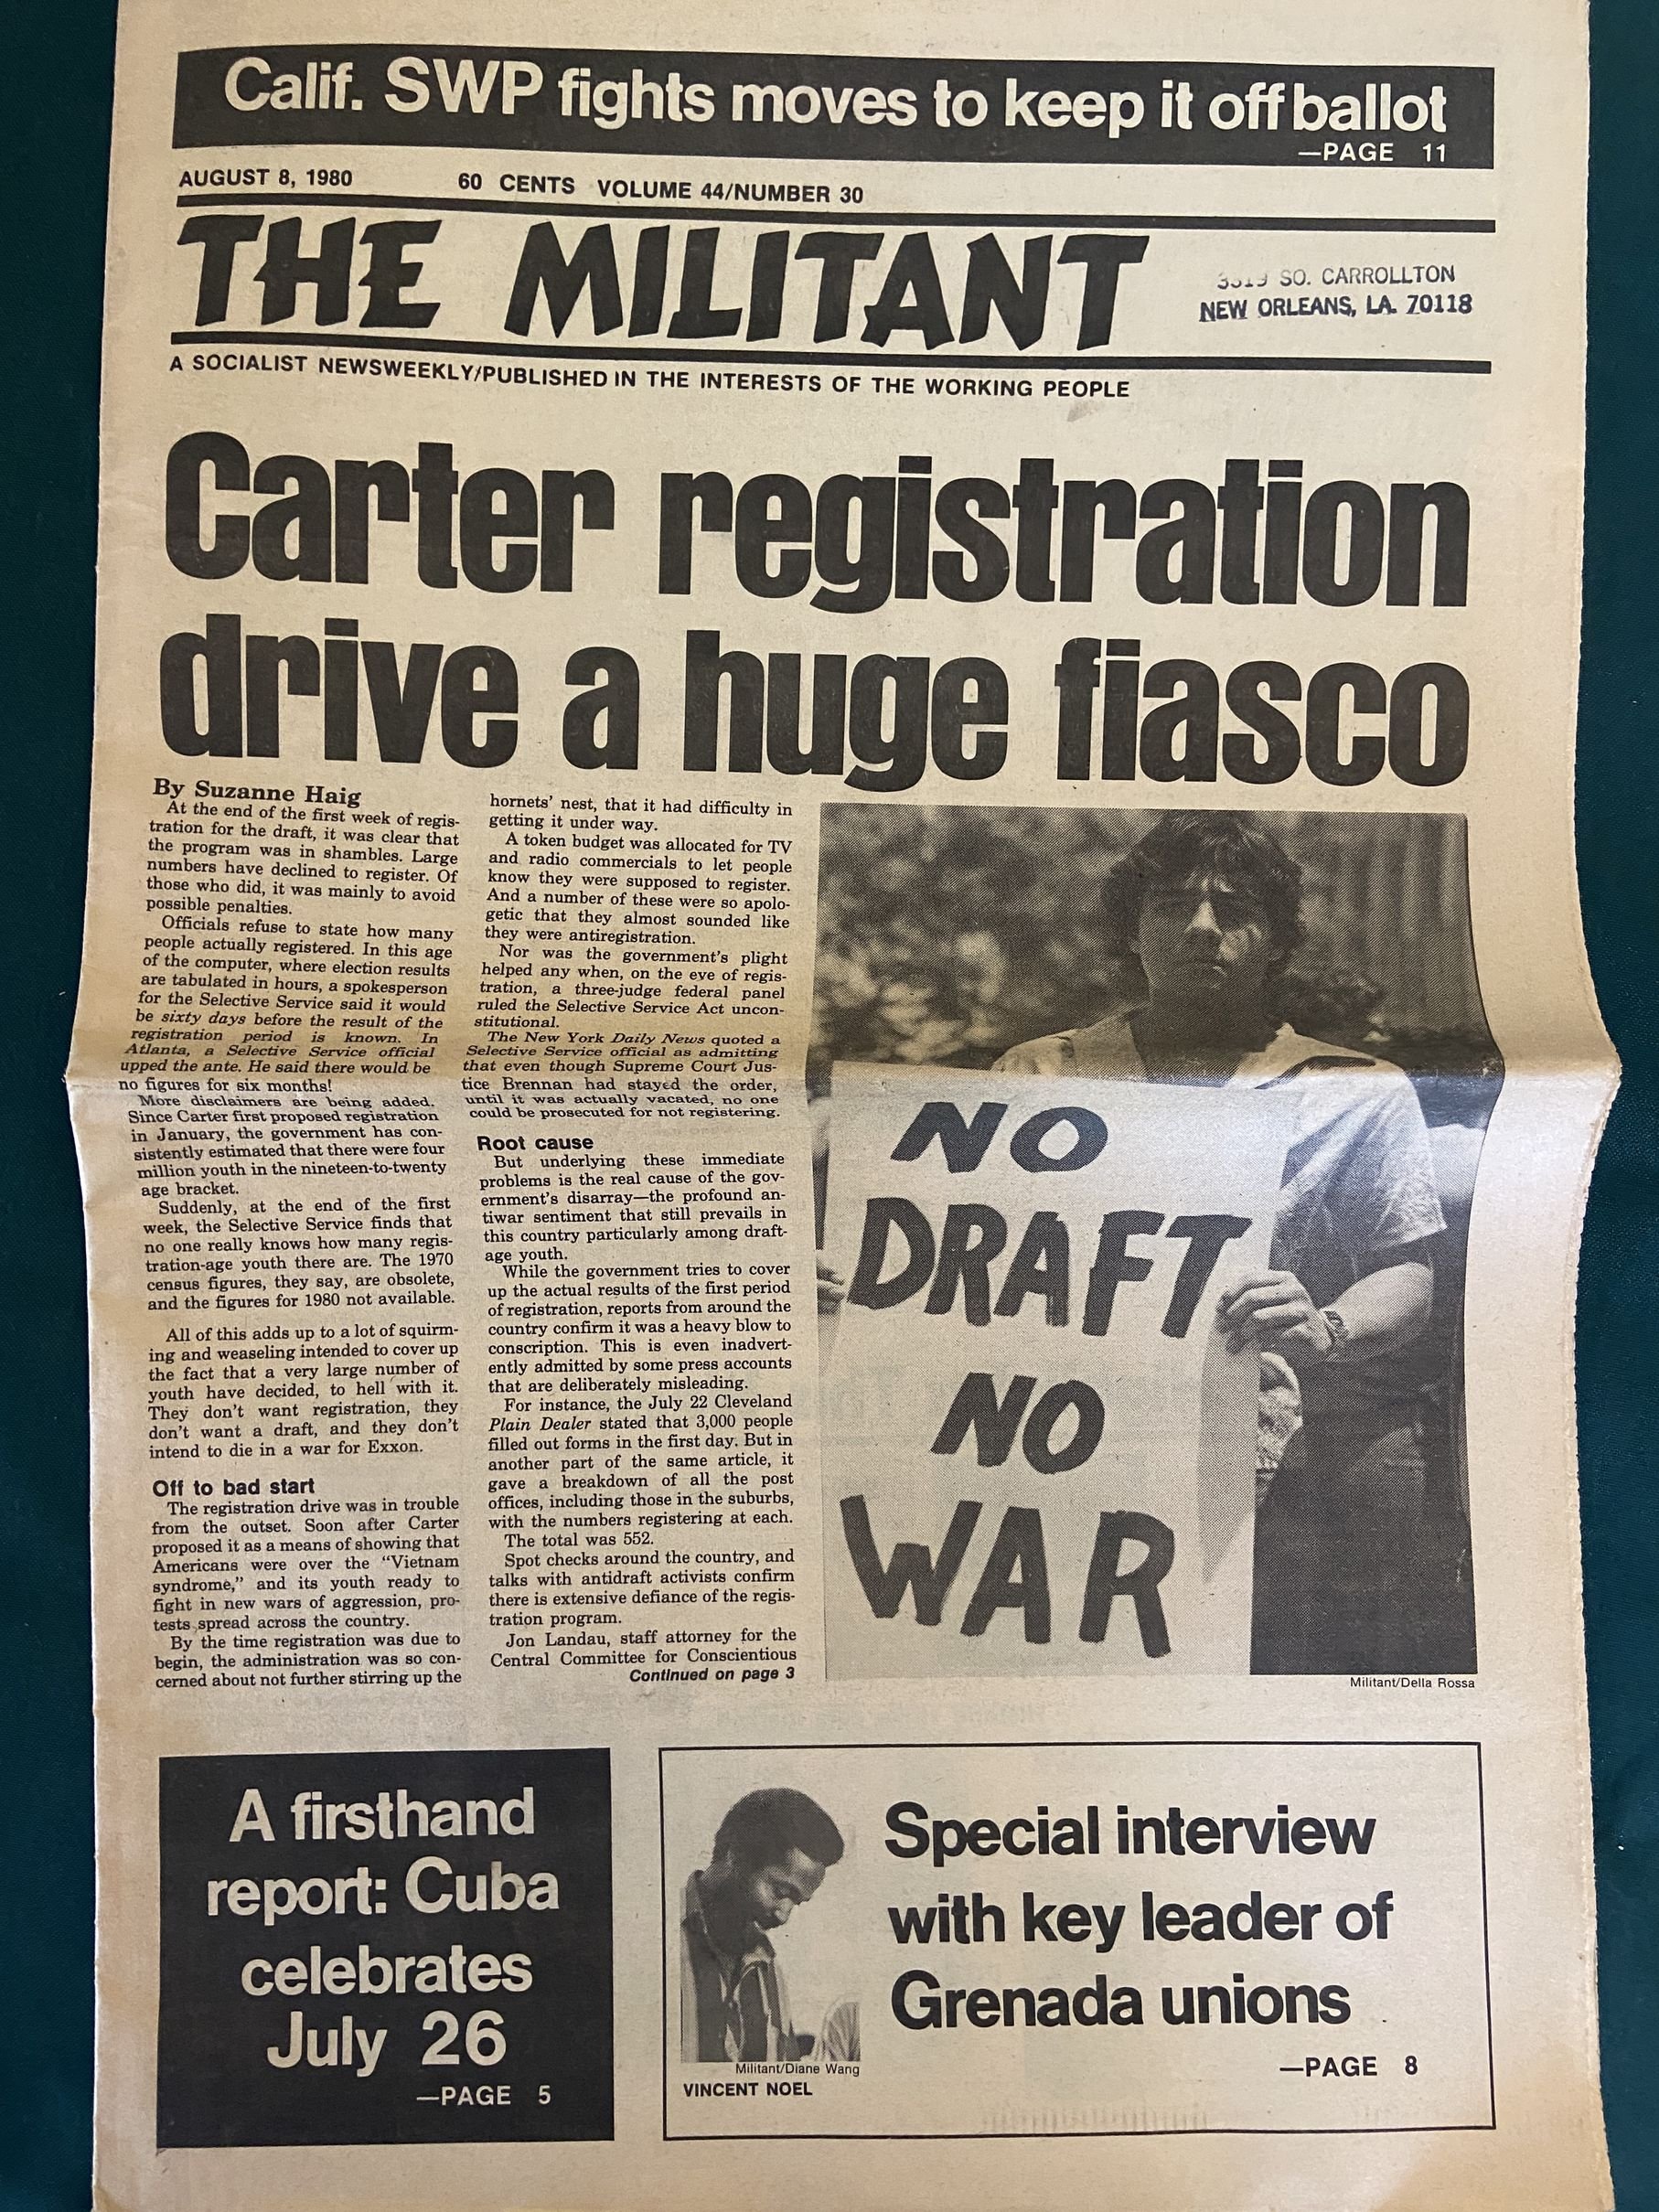 Calif. SWP fights moves to keep it off ballot
—PAGE 11
AUGUST 8, 1980 60 CENTS VOLUME 44/NUMBER 30
THE MILITANT
3319 SO. CARROLLTON
NEW ORLEANS, LA. 70118
A SOCIALIST NEWSWEEKLY/PUBLISHED IN THE INTERESTS OF THE WORKING PEOPLE
Carter registration
drive a huge fiasco
By Suzanne Haig
At the end of the first week of regis-
tration for the draft, it was clear that
the program was in shambles. Large
numbers have declined to register. Of
those who did, it was mainly to avoid
possible penalties.
Officials refuse to state how many
people actually registered. In this age
of the computer, where election results
are tabulated in hours, a spokesperson
for the Selective Service said it would
be sixty days before the result of the
registration period is known. In
Atlanta, a Selective Service official
upped the ante. He said there would be
no figures for six months!
More disclaimers are being added.
Since Carter first proposed registration
in January, the government has con-
sistently estimated that there were four
million youth in the nineteen-to-twenty
age bracket.
Suddenly, at the end of the first
week, the Selective Service finds that
no one really knows how many regis-
tration-age youth there are. The 1970
census figures, they say, are obsolete,
and the figures for 1980 not available.
All of this adds up to a lot of squirm-
ing and weaseling intended to cover up
the fact that a very large number of
youth have decided, to hell with it.
They don't want registration, they
don't want a draft, and they don't
intend to die in a war for Exxon.
Off to bad start
The registration drive was in trouble
from the outset. Soon after Carter
proposed it as a means of showing that
Americans were over the "Vietnam
syndrome," and its youth ready to
fight in new wars of aggression, pro-
tests spread across the country.
By the time registration was due to
begin, the administration was so con-
cerned about not further stirring up the
hornets' nest, that it had difficulty in
getting it under way.
A token budget was allocated for TV
and radio commercials to let people
know they were supposed to register.
And a number of these were so apolo-
getic that they almost sounded like
they were antiregistration.
Nor was the government's plight
helped any when, on the eve of regis-
tration, a three-judge federal panel
ruled the Selective Service Act uncon-
stitutional.
The New York Daily News quoted a
Selective Service official as admitting
that even though Supreme Court Jus-
tice Brennan had stayed the order,
until it was actually vacated, no one
could be prosecuted for not registering.
Root cause
But underlying these immediate
problems is the real cause of the gov-
ernment's disarray—the profound an-
tiwar sentiment that still prevails in
this country particularly among draft-
age youth.
While the government tries to cover
up the actual results of the first period
of registration, reports from around the
country confirm it was a heavy blow to
conscription. This is even inadvert-
ently admitted by some press accounts
that are deliberately misleading.
For instance, the July 22 Cleveland
Plain Dealer stated that 3,000 people
filled out forms in the first day. But in
another part of the same article, it
gave a breakdown of all the post
offices, including those in the suburbs,
with the numbers registering at each.
The total was 552.
Spot checks around the country, and
talks with antidraft activists confirm
there is extensive defiance of the regis-
tration program.
Jon Landau, staff attorney for the
Central Committee for Conscientious
Continued on page 3
NO
DRAFT
NO
WAR
Militant/Della Rossa
A firsthand
report: Cuba
celebrates
July 26
—PAGE 5
Militant/Diane Wang
VINCENT NOEL
Special interview
with key leader of
Grenada unions
—PAGE 8